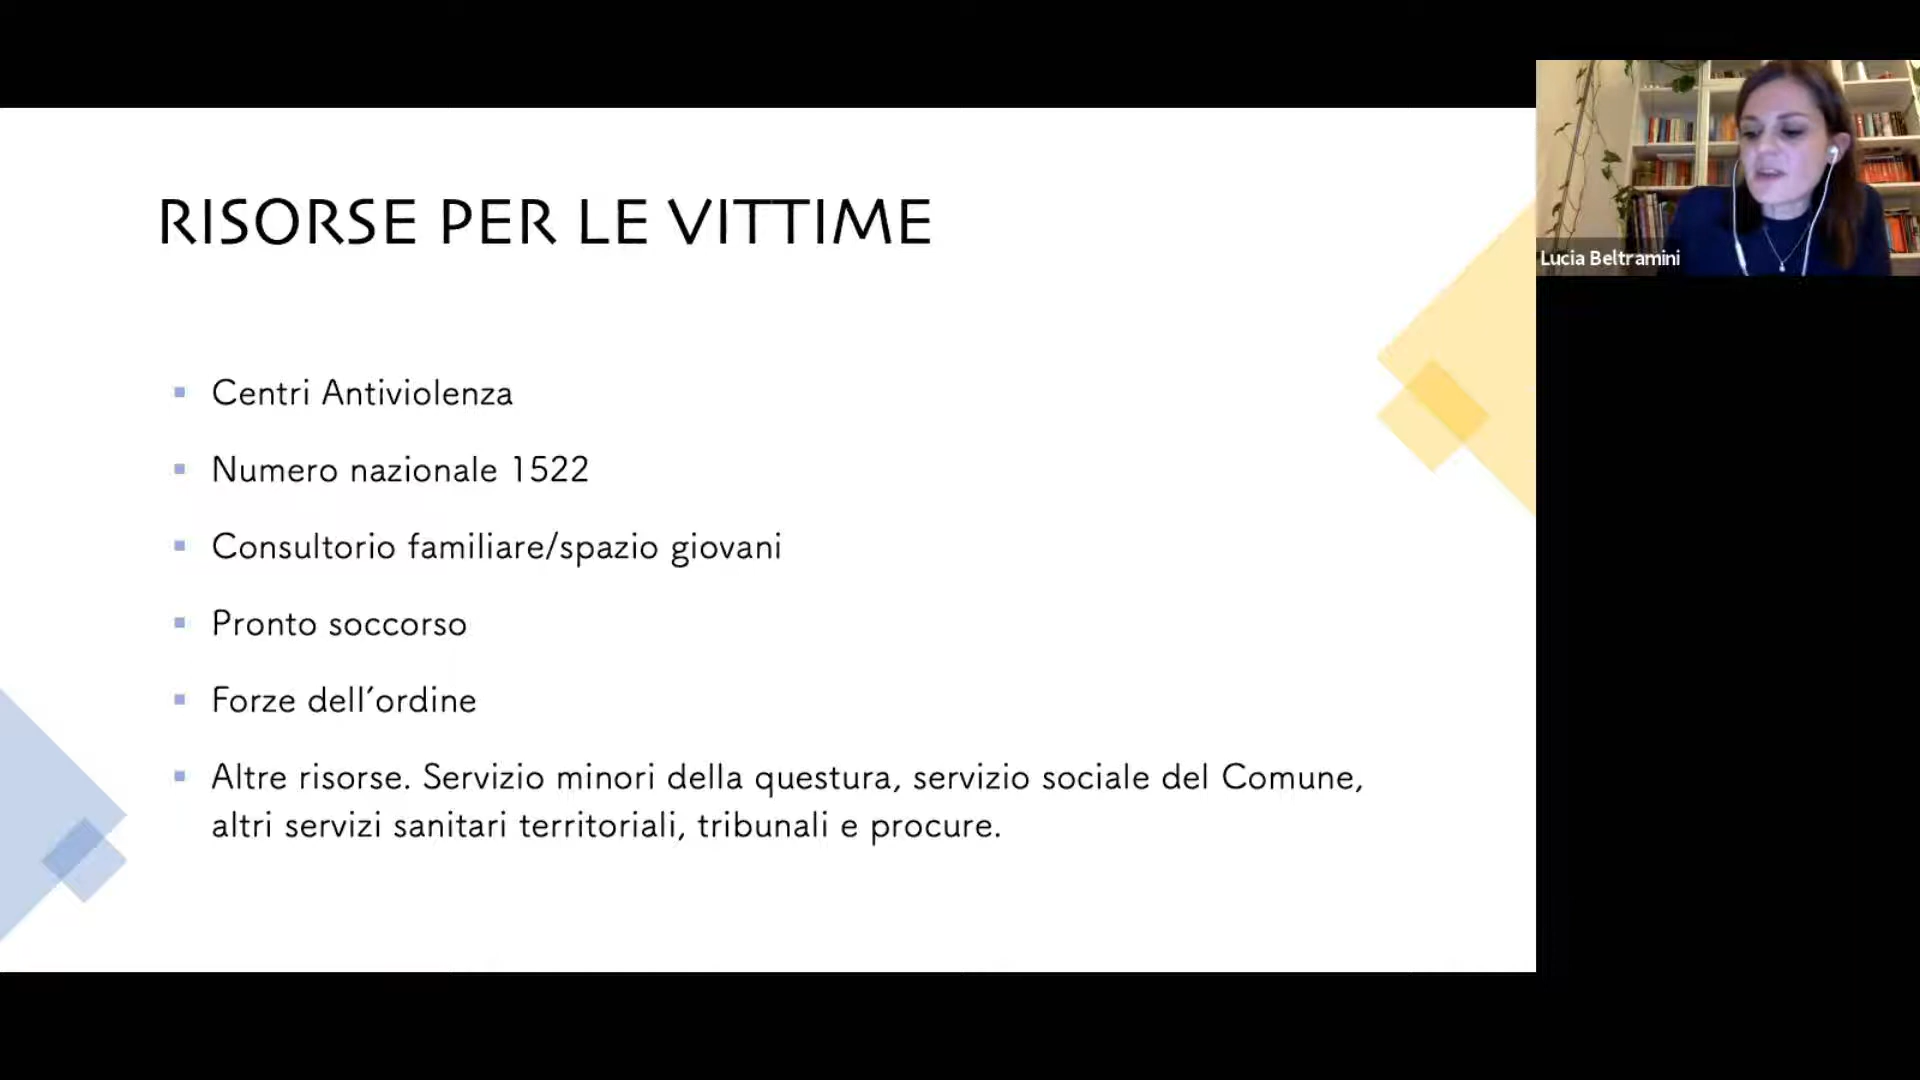 RISORSE PER LE VITTIME
Centri Antiviolenza
Numero nazionale 1522
Consultorio familiare/spazio giovani
Pronto soccorso
Forze dell’ordine
Altre risorse. Servizio minori della questura, servizio sociale del Comune,
altri servizi sanitari territoriali, tribunali e procure.
Lucia Beltramini